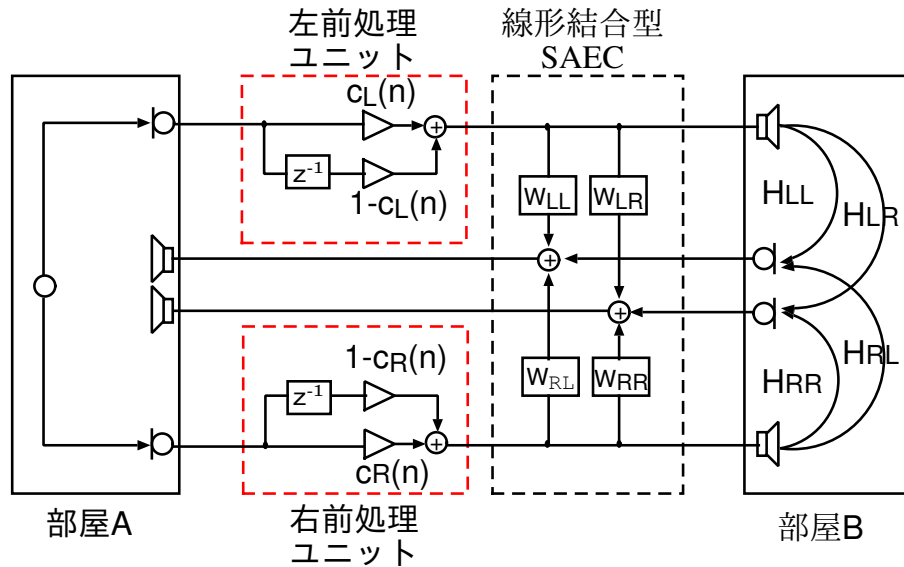 左前処理
ユニット
線形結合型
SAEC
cL(n)
z-1
1-cL(n)
wLL
wLR
HLL
HLR
1-cR(n)
z-1
cR(n)
wRL
wRR
HRR
HRL
部屋A
右前処理
ユニット
部屋B